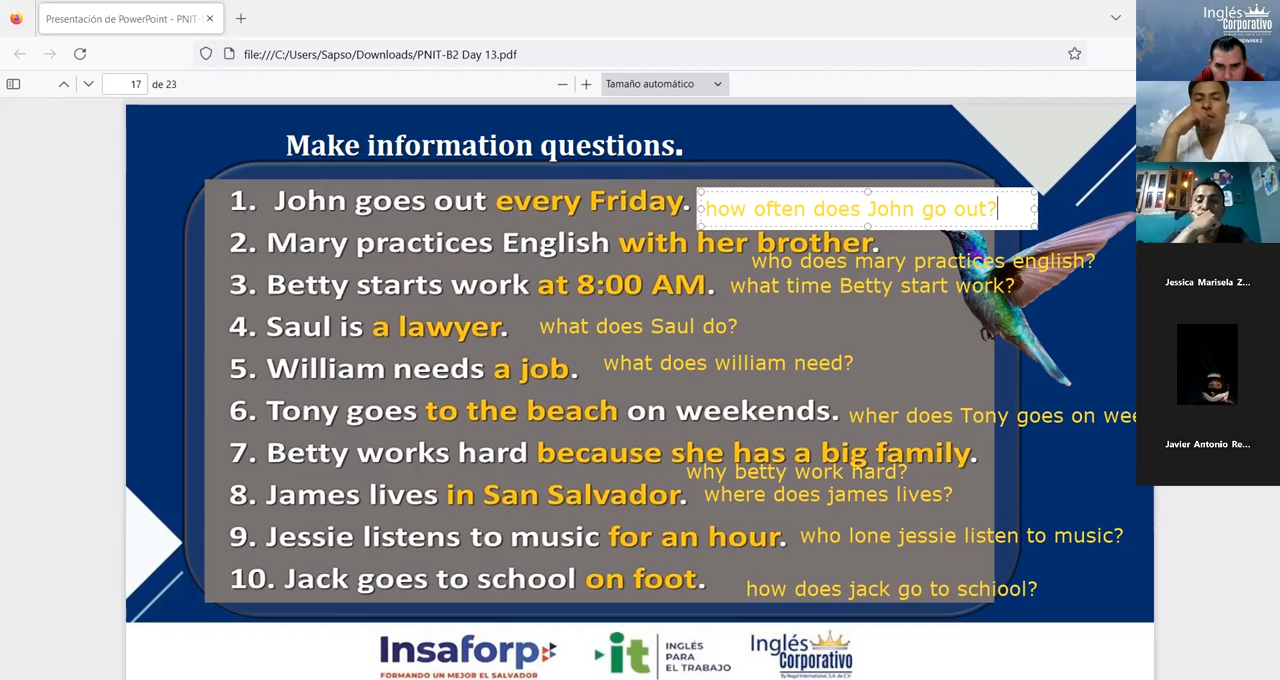 Presentación de PowerPoint - PNIT-
file:///C:/Users/Sapso/Downloads/PNIT-B2 Day 13.pdf
17 de 23
Tamaño automático
Make information questions.
1. John goes out every Friday. how often does John go out?
2. Mary practices English with her brother.
who does mary practices english?
3. Betty starts work at 8:00 AM. what time Betty start work?
4. Saul is a lawyer. what does Saul do?
5. William needs a job. what does william need?
6. Tony goes to the beach on weekends. wher does Tony goes on wee
7. Betty works hard because she has a big family.
why betty work hard?
8. James lives in San Salvador. where does james lives?
9. Jessie listens to music for an hour. who lone jessie listen to music?
10. Jack goes to school on foot. how does jack go to schiool?
Insaforp
FORMANDO UN MEJOR EL SALVADOR
it
INGLÉS
PARA
EL TRABAJO
Inglés
Corporativo
By Regal International, S.A. de C.V.
Inglés
Corporativo
Jessica Marisela Z...
Javier Antonio Re...